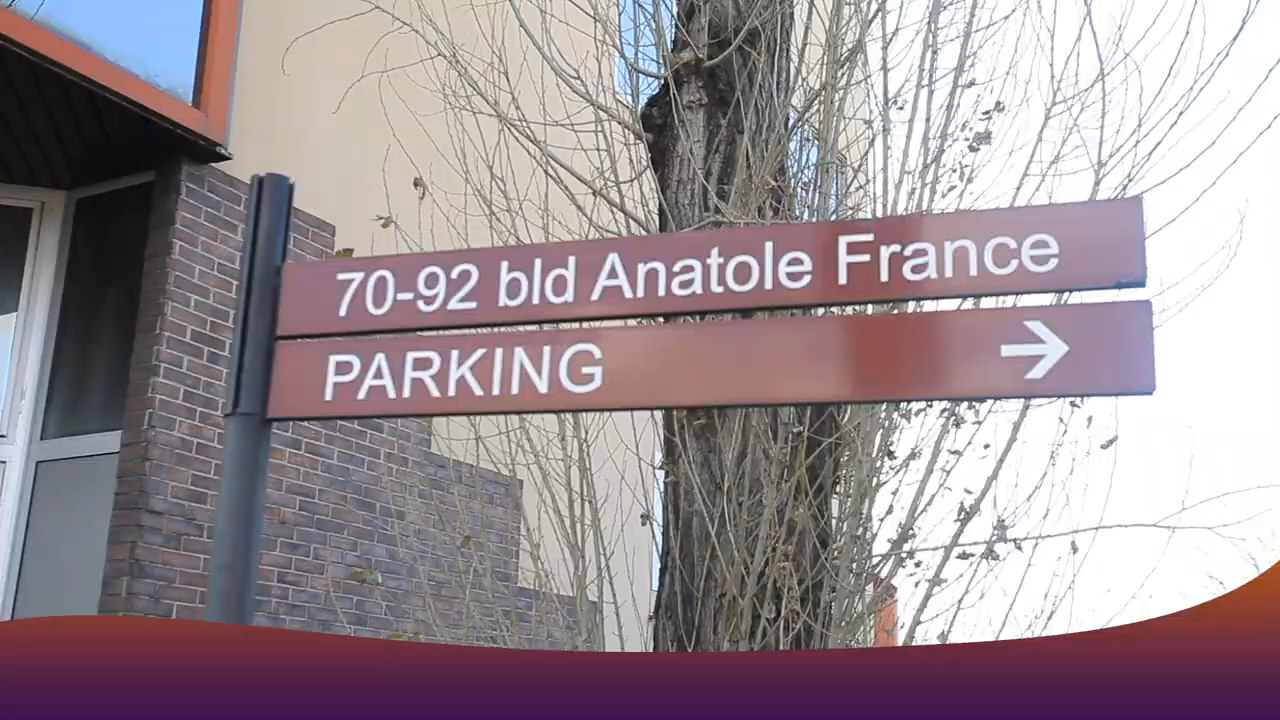 70-92 bld Anatole France
PARKING →